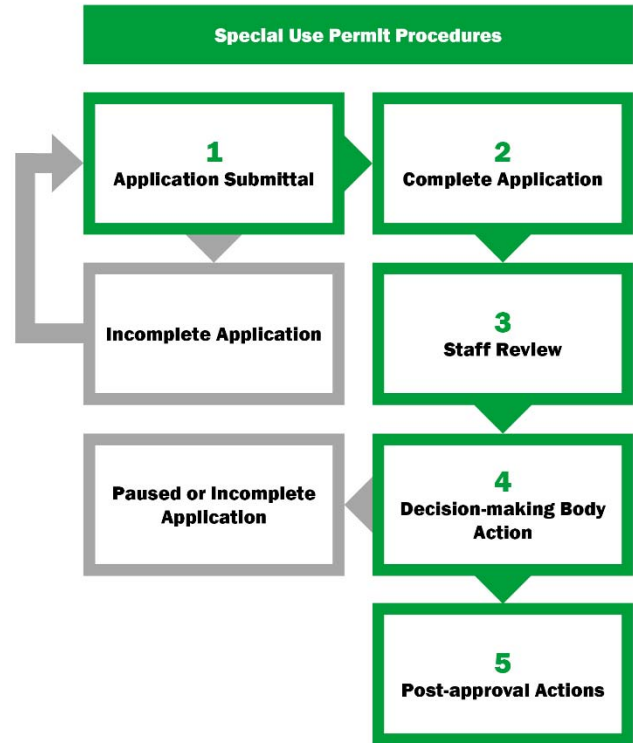 Special Use Permit Procedures
1
Application Submittal
2
Complete Application
Incomplete Application
3
Staff Review
Paused or Incomplete
Application
4
Decision-making Body
Action
5
Post-approval Actions